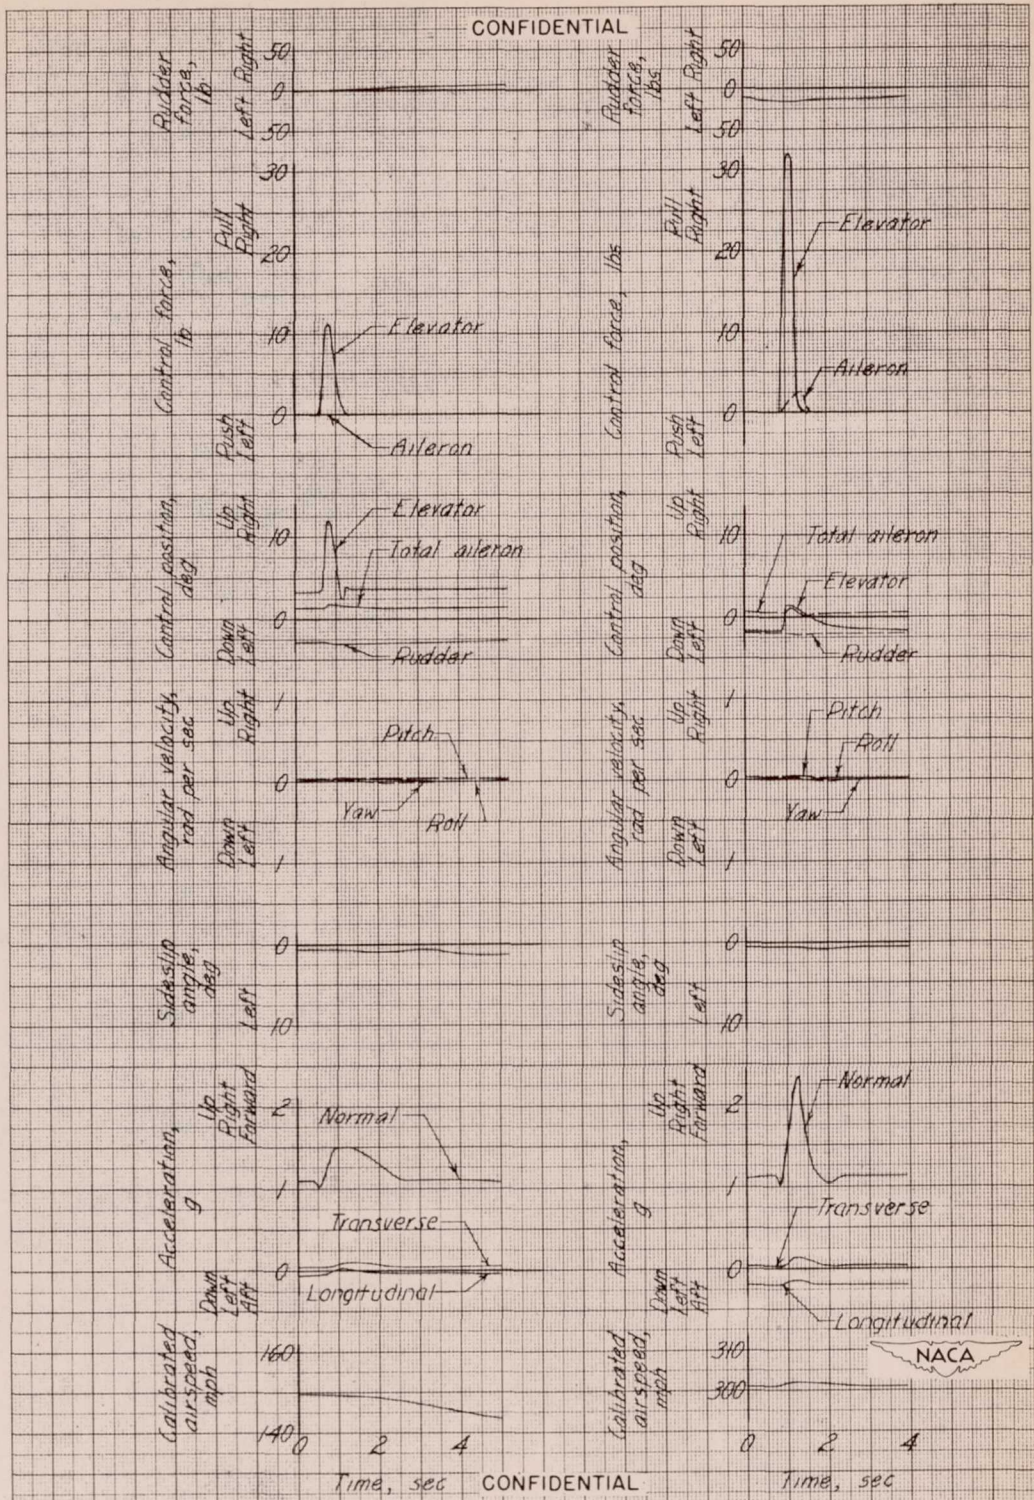 CONFIDENTIAL
Rudder
force,
lb
Left Right
50
0
50
Control force,
lb
Pull
Right
Push
Left
30
20
10
0
Elevator
Aileron
Control position,
deg
Up
Right
Down
Left
10
0
Elevator
Total aileron
Rudder
Angular velocity,
rad per sec
Up
Right
Down
Left
1
0
1
Pitch
Yaw
Roll
Sideslip
angle,
deg
Left
0
10
Acceleration,
g
Up
Right
Forward
Down
Left
Aft
2
1
0
Normal
Transverse
Longitudinal
Calibrated
airspeed,
mph
160
140
0 2 4
Time, sec
Rudder
force,
lbs
Left Right
50
0
50
Control force, lbs
Pull
Right
Push
Left
30
20
10
0
Elevator
Aileron
Control position,
deg
Up
Right
Down
Left
10
0
Total aileron
Elevator
Rudder
Angular velocity,
rad per sec
Up
Right
Down
Left
1
0
1
Pitch
Roll
Yaw
Sideslip
angle,
deg
Left
0
10
Acceleration,
g
Up
Right
Forward
Down
Left
Aft
2
1
0
Normal
Transverse
Longitudinal
Calibrated
airspeed,
mph
310
300
NACA
0 2 4
Time, sec
CONFIDENTIAL